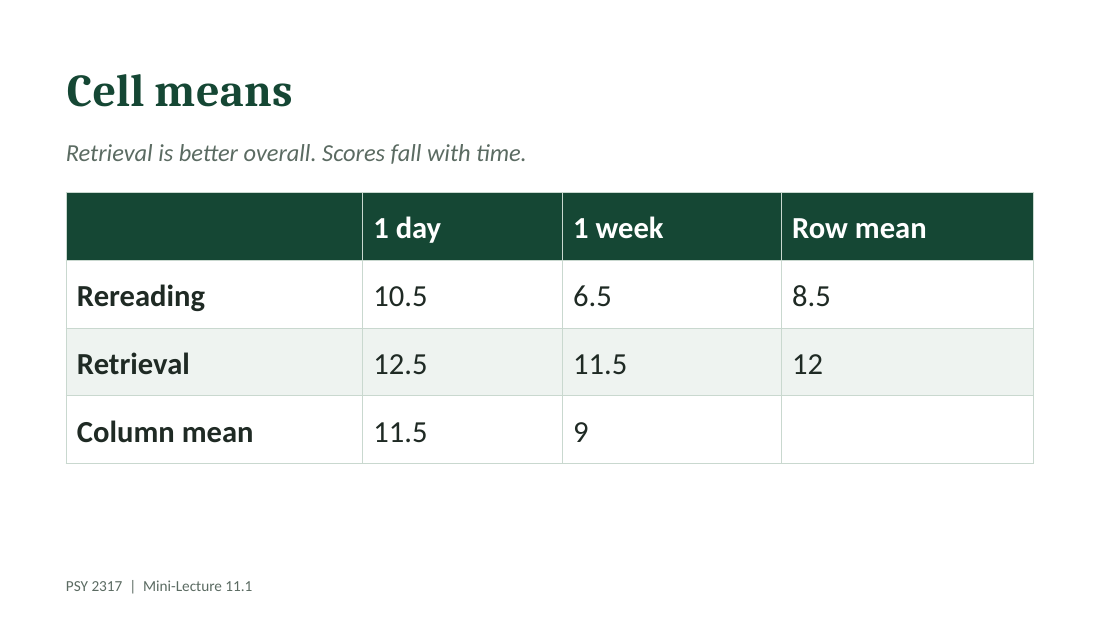 Cell means
Retrieval is better overall. Scores fall with time.
1 day 1 week Row mean
Rereading 10.5 6.5 8.5
Retrieval 12.5 11.5 12
Column mean 11.5 9
PSY 2317 | Mini-Lecture 11.1